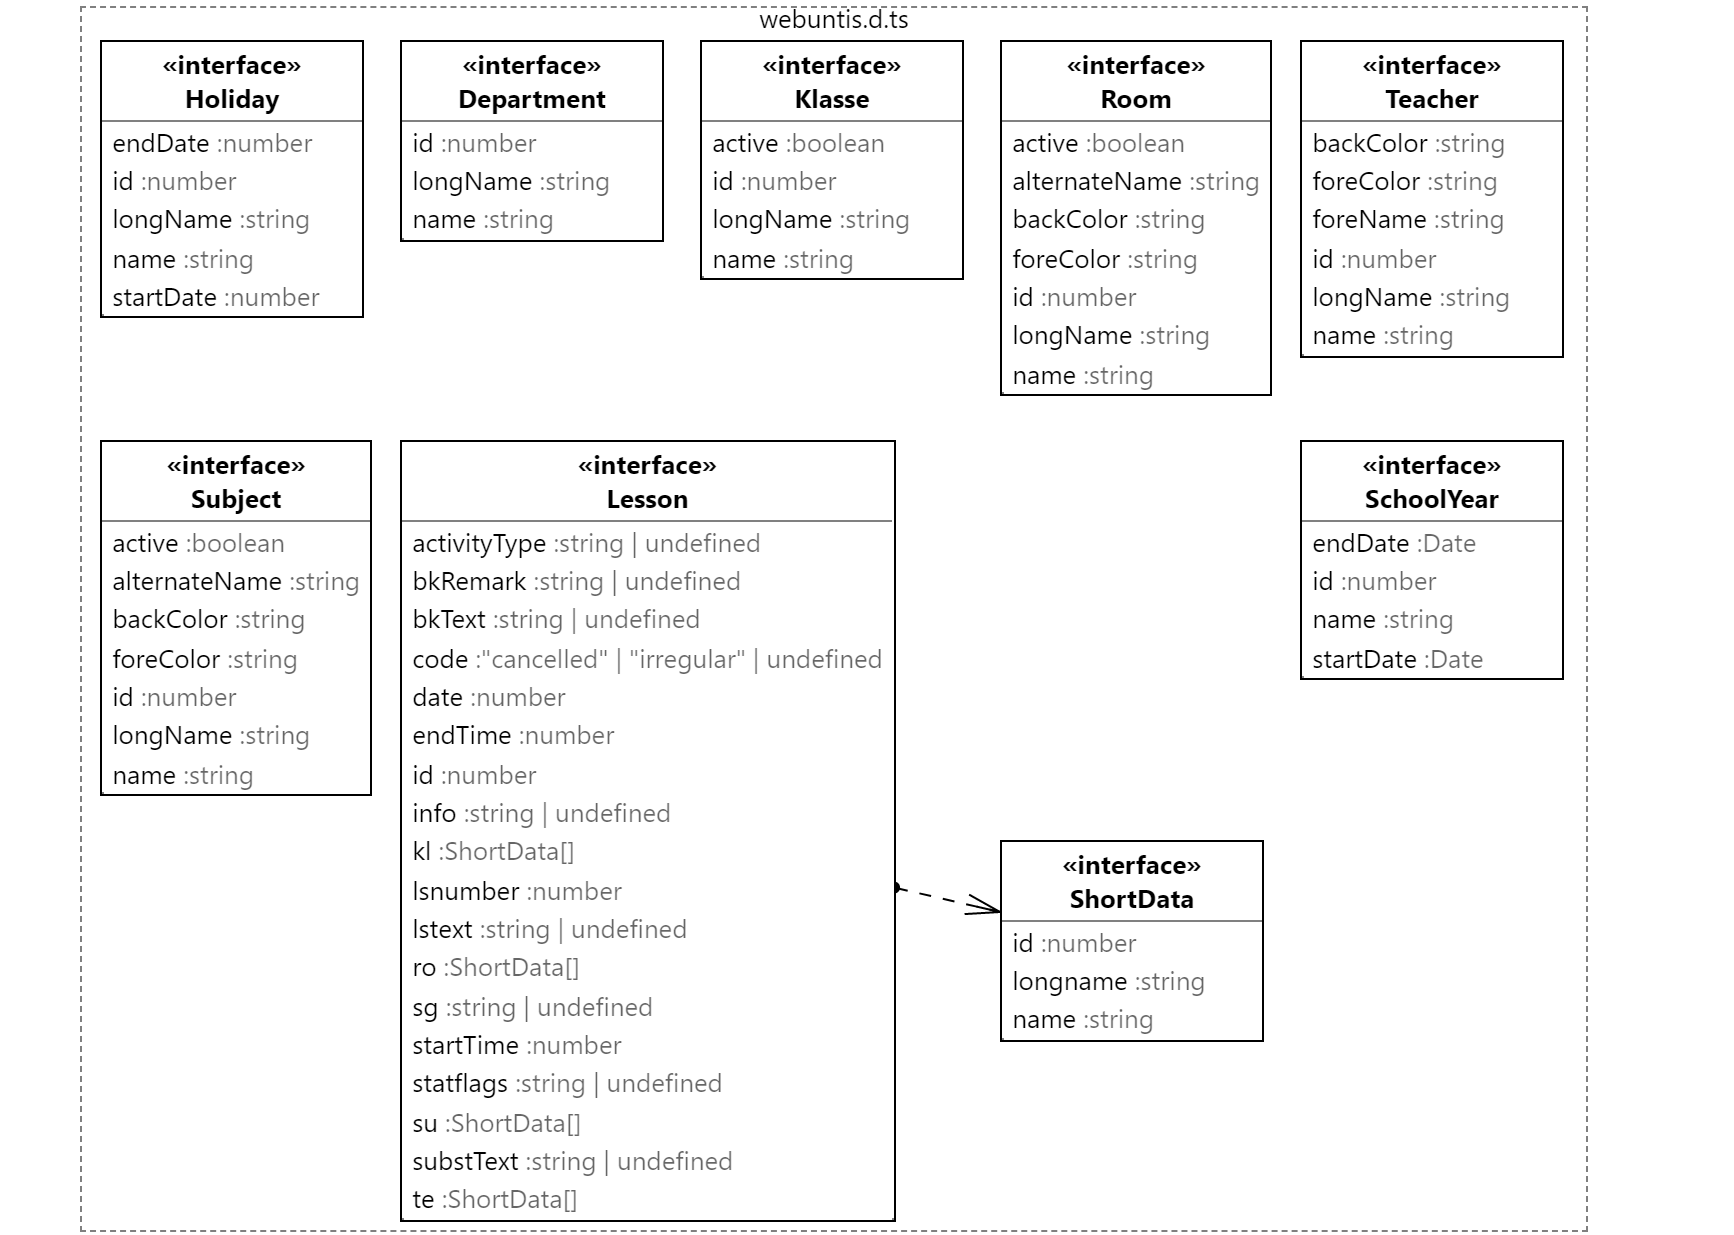 webuntis.d.ts
«interface»
Holiday
endDate :number
id :number
longName :string
name :string
startDate :number
«interface»
Department
id :number
longName :string
name :string
«interface»
Klasse
active :boolean
id :number
longName :string
name :string
«interface»
Room
active :boolean
alternateName :string
backColor :string
foreColor :string
id :number
longName :string
name :string
«interface»
Teacher
backColor :string
foreColor :string
foreName :string
id :number
longName :string
name :string
«interface»
Subject
active :boolean
alternateName :string
backColor :string
foreColor :string
id :number
longName :string
name :string
«interface»
Lesson
activityType :string | undefined
bkRemark :string | undefined
bkText :string | undefined
code :"cancelled" | "irregular" | undefined
date :number
endTime :number
id :number
info :string | undefined
kl :ShortData[]
lsnumber :number
lstext :string | undefined
ro :ShortData[]
sg :string | undefined
startTime :number
statflags :string | undefined
su :ShortData[]
substText :string | undefined
te :ShortData[]
«interface»
SchoolYear
endDate :Date
id :number
name :string
startDate :Date
«interface»
ShortData
id :number
longname :string
name :string